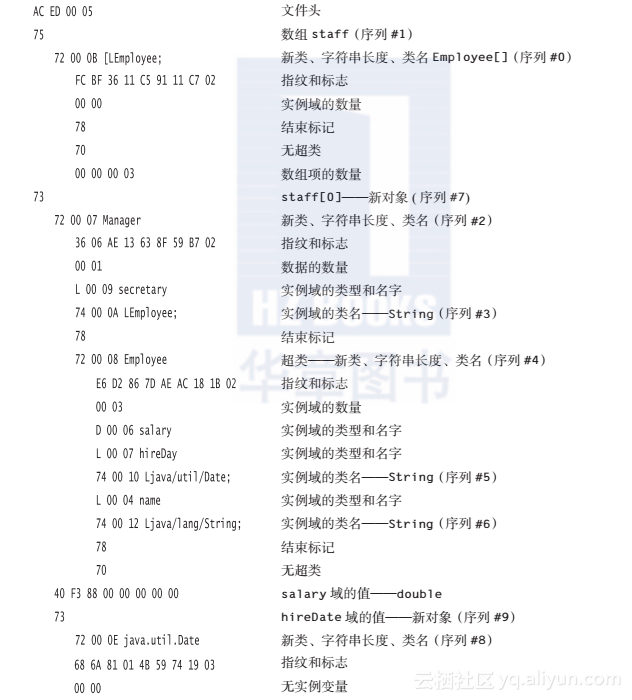 AC ED 00 05 文件头
75 数组 staff (序列 #1)
72 00 0B [LEmployee; 新类、字符串长度、类名 Employee[] (序列 #0)
FC BF 36 11 C5 91 11 C7 02 指纹和标志
00 00 实例域的数量
78 结束标记
70 无超类
00 00 00 03 数组项的数量
73 staff[0]——新对象 (序列 #7)
72 00 07 Manager 新类、字符串长度、类名 (序列 #2)
36 06 AE 13 63 8F 59 B7 02 指纹和标志
00 01 数据的数量
L 00 09 secretary 实例域的类型和名字
74 00 0A LEmployee; 实例域的类名——String (序列 #3)
78 结束标记
72 00 08 Employee 超类——新类、字符串长度、类名 (序列 #4)
E6 D2 86 7D AE AC 18 1B 02 指纹和标志
00 03 实例域的数量
D 00 06 salary 实例域的类型和名字
L 00 07 hireDay 实例域的类型和名字
74 00 10 Ljava/util/Date; 实例域的类名——String (序列 #5)
L 00 04 name 实例域的类型和名字
74 00 12 Ljava/lang/String; 实例域的类名——String (序列 #6)
78 结束标记
70 无超类
40 F3 88 00 00 00 00 00 salary 域的值——double
73 hireDate 域的值——新对象 (序列 #9)
72 00 0E java.util.Date 新类、字符串长度、类名 (序列 #8)
68 6A 81 01 4B 59 74 19 03 指纹和标志
00 00 无实例变量
HZ Books
华章图书
云栖社区 yq.aliyun.com